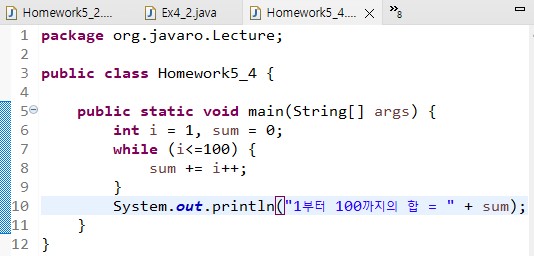 Homework5_2.... Ex4_2.java Homework5_4.... »8
1 package org.javaro.Lecture;
2
3 public class Homework5_4 {
4
5 public static void main(String[] args) {
6 int i = 1, sum = 0;
7 while (i<=100) {
8 sum += i++;
9 }
10 System.out.println("1부터 100까지의 합 = " + sum);
11 }
12 }